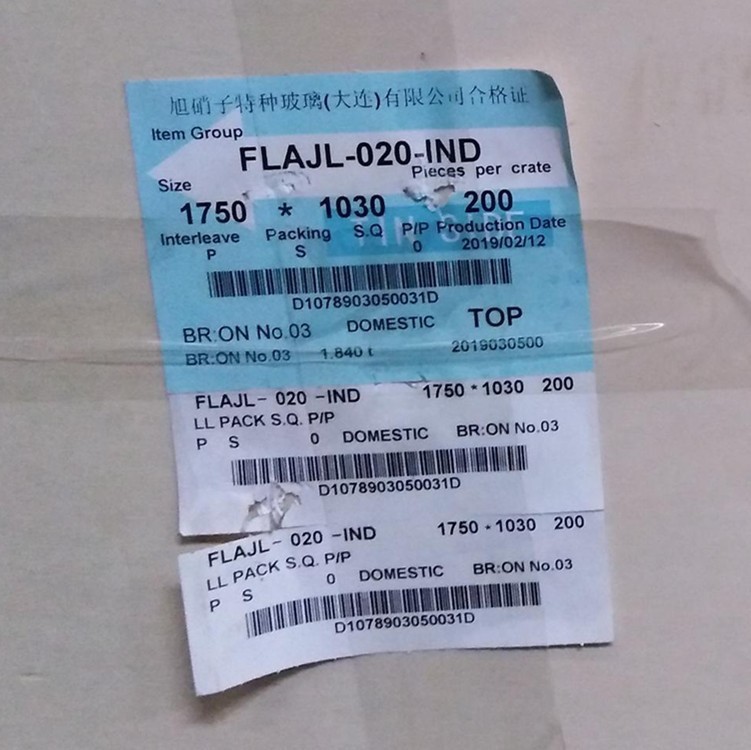 旭硝子特种玻璃(大连)有限公司合格证
Item Group
FLAJL-020-IND
Size Pieces per crate
1750 * 1030 200
Interleave Packing S.Q P/P Production Date
P S 0 2019/02/12
D1078903050031D
BR:ON No.03 DOMESTIC TOP
BR:ON No.03 1.840 t 2019030500
FLAJL- 020 -IND 1750 * 1030 200
LL PACK S.Q. P/P
P S 0 DOMESTIC BR:ON No.03
D1078903050031D
FLAJL- 020 -IND 1750 * 1030 200
LL PACK S.Q. P/P
P S 0 DOMESTIC BR:ON No.03
D1078903050031D